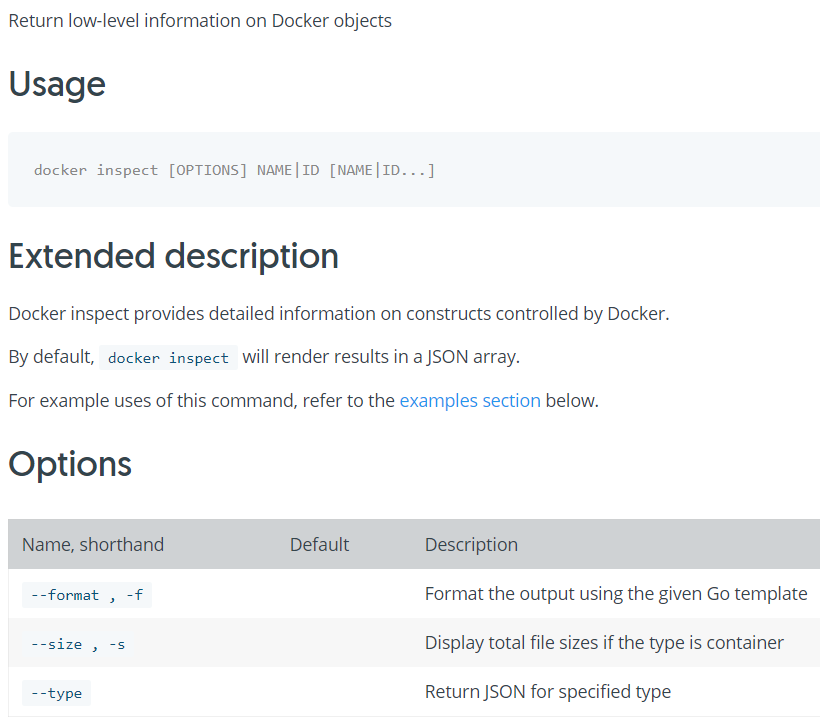 Return low-level information on Docker objects
Usage
docker inspect [OPTIONS] NAME|ID [NAME|ID...]
Extended description
Docker inspect provides detailed information on constructs controlled by Docker.
By default, docker inspect will render results in a JSON array.
For example uses of this command, refer to the examples section below.
Options
Name, shorthand Default Description
--format , -f Format the output using the given Go template
--size , -s Display total file sizes if the type is container
--type Return JSON for specified type